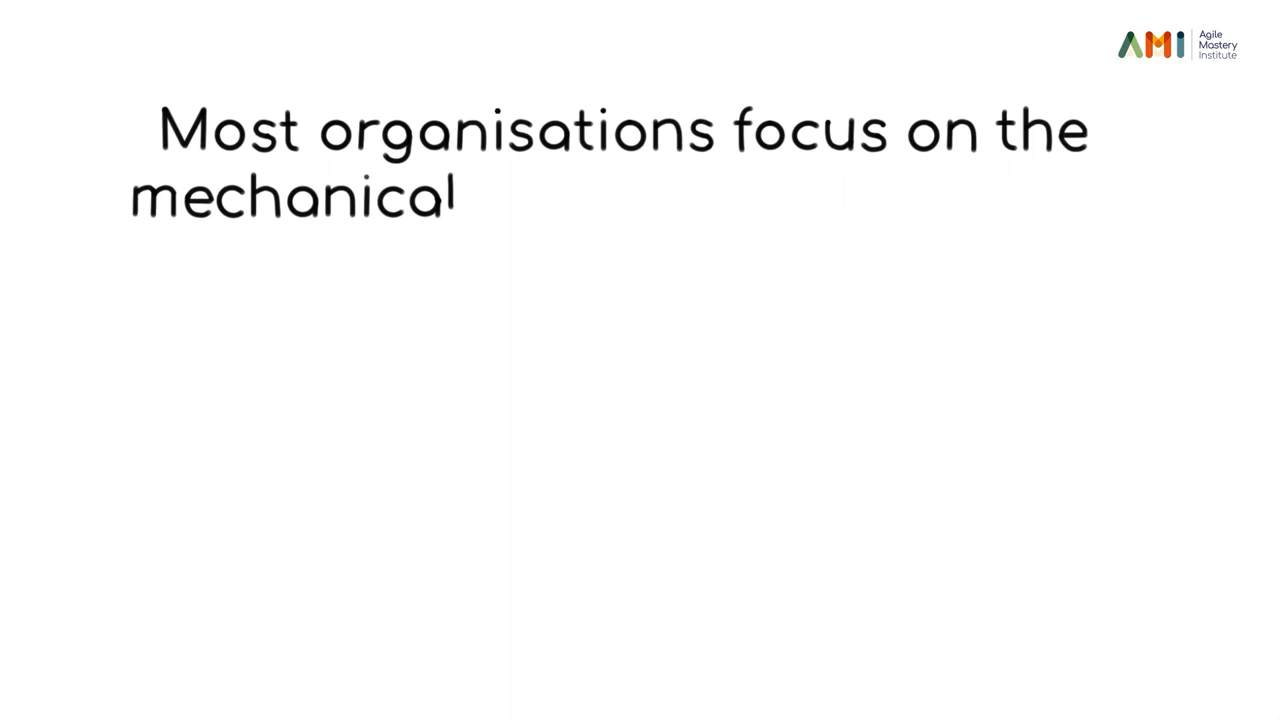 AMI Agile
Mastery
Institute
Most organisations focus on the
mechanical